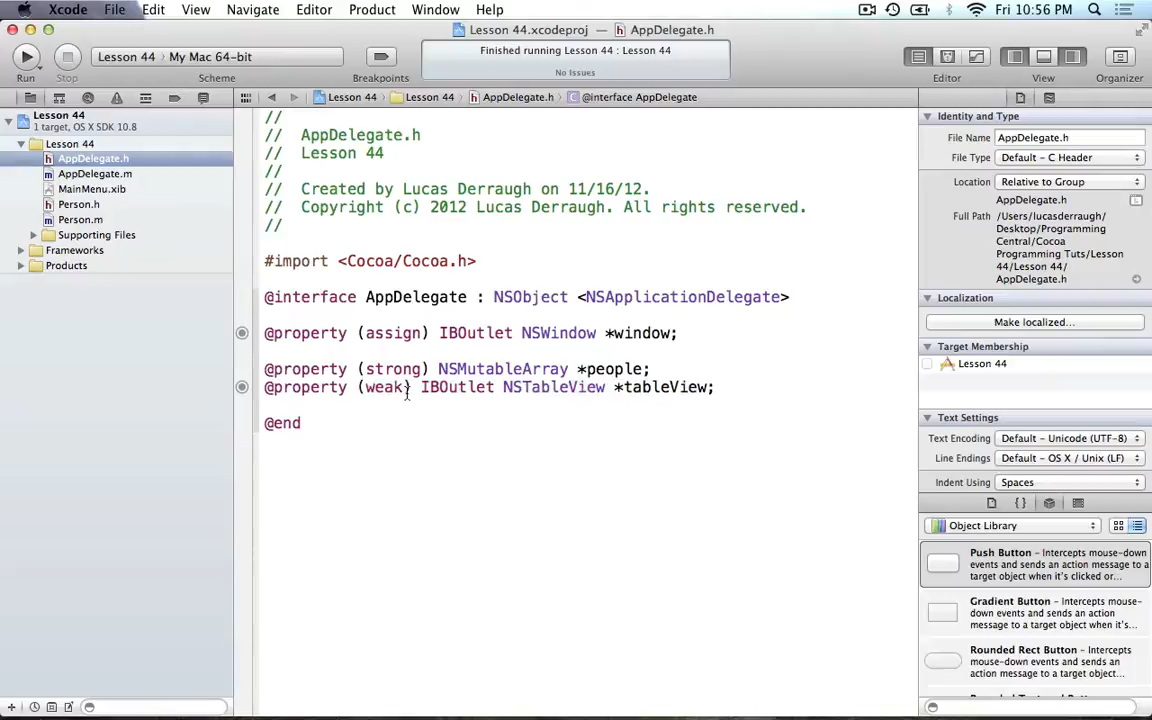 Xcode File Edit View Navigate Editor Product Window Help Fri 10:56 PM
Lesson 44.xcodeproj — AppDelegate.h
Run Stop
Lesson 44 › My Mac 64-bit
Scheme
Breakpoints
Finished running Lesson 44 : Lesson 44
No Issues
Editor View Organizer
Lesson 44 Lesson 44 AppDelegate.h @interface AppDelegate
Lesson 44
1 target, OS X SDK 10.8
Lesson 44
AppDelegate.h
AppDelegate.m
MainMenu.xib
Person.h
Person.m
Supporting Files
Frameworks
Products
//
// AppDelegate.h
// Lesson 44
//
// Created by Lucas Derraugh on 11/16/12.
// Copyright (c) 2012 Lucas Derraugh. All rights reserved.
//
#import <Cocoa/Cocoa.h>
@interface AppDelegate : NSObject <NSApplicationDelegate>
@property (assign) IBOutlet NSWindow *window;
@property (strong) NSMutableArray *people;
@property (weak) IBOutlet NSTableView *tableView;
@end
Identity and Type
File Name AppDelegate.h
File Type Default - C Header
Location Relative to Group
AppDelegate.h
Full Path /Users/lucasderraugh/
Desktop/Programming
Central/Cocoa
Programming Tuts/Lesson
44/Lesson 44/
AppDelegate.h
Localization
Make localized...
Target Membership
Lesson 44
Text Settings
Text Encoding Default - Unicode (UTF-8)
Line Endings Default - OS X / Unix (LF)
Indent Using Spaces
Object Library
Push Button - Intercepts mouse-down
events and sends an action message to a
target object when it's clicked or...
Gradient Button - Intercepts mouse-
down events and sends an action
message to a target object when it's...
Rounded Rect Button -
Intercepts mouse-down events and
sends an action message to a target...